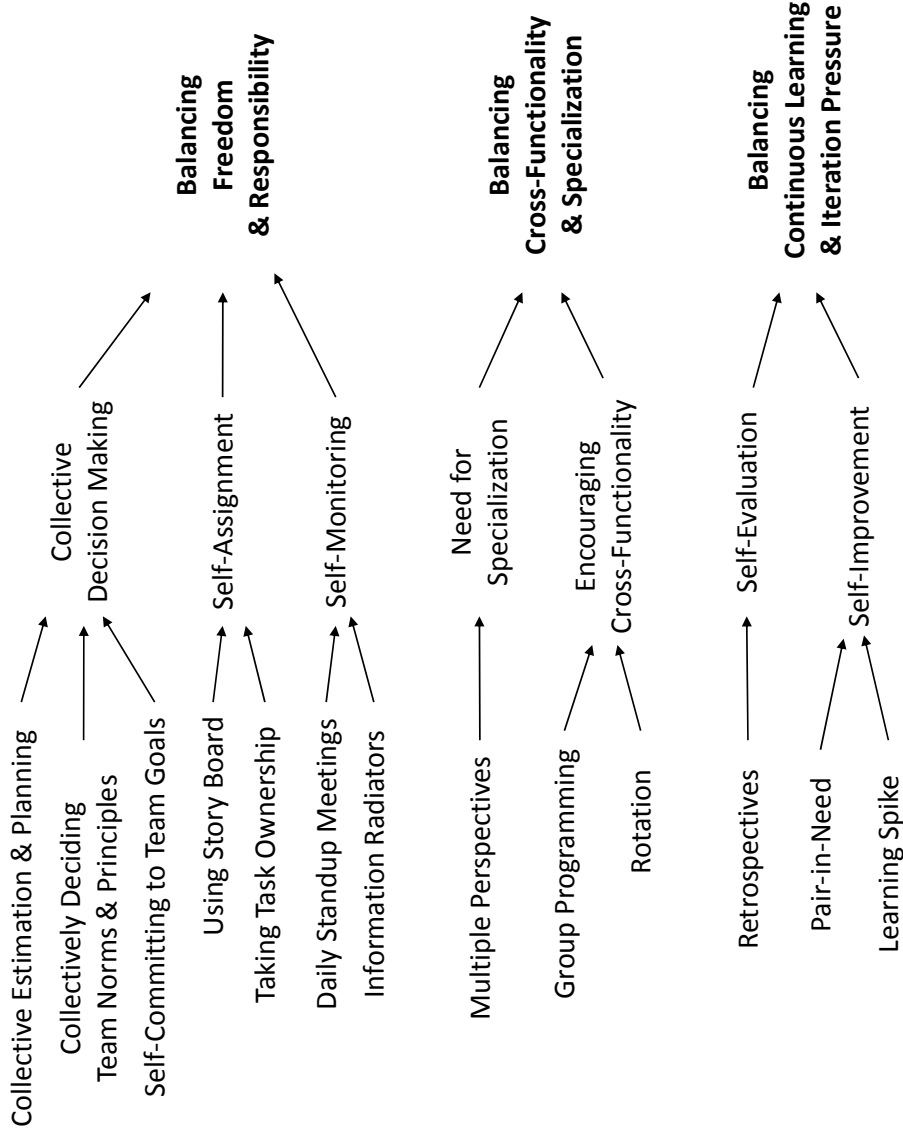 Collective Estimation & Planning
Collectively Deciding
Team Norms & Principles
Self-Committing to Team Goals
Using Story Board
Taking Task Ownership
Daily Standup Meetings
Information Radiators
Multiple Perspectives
Group Programming
Rotation
Retrospectives
Pair-in-Need
Learning Spike
Collective
Decision Making
Self-Assignment
Self-Monitoring
Need for
Specialization
Encouraging
Cross-Functionality
Self-Evaluation
Self-Improvement
Balancing
Freedom
& Responsibility
Balancing
Cross-Functionality
& Specialization
Balancing
Continuous Learning
& Iteration Pressure